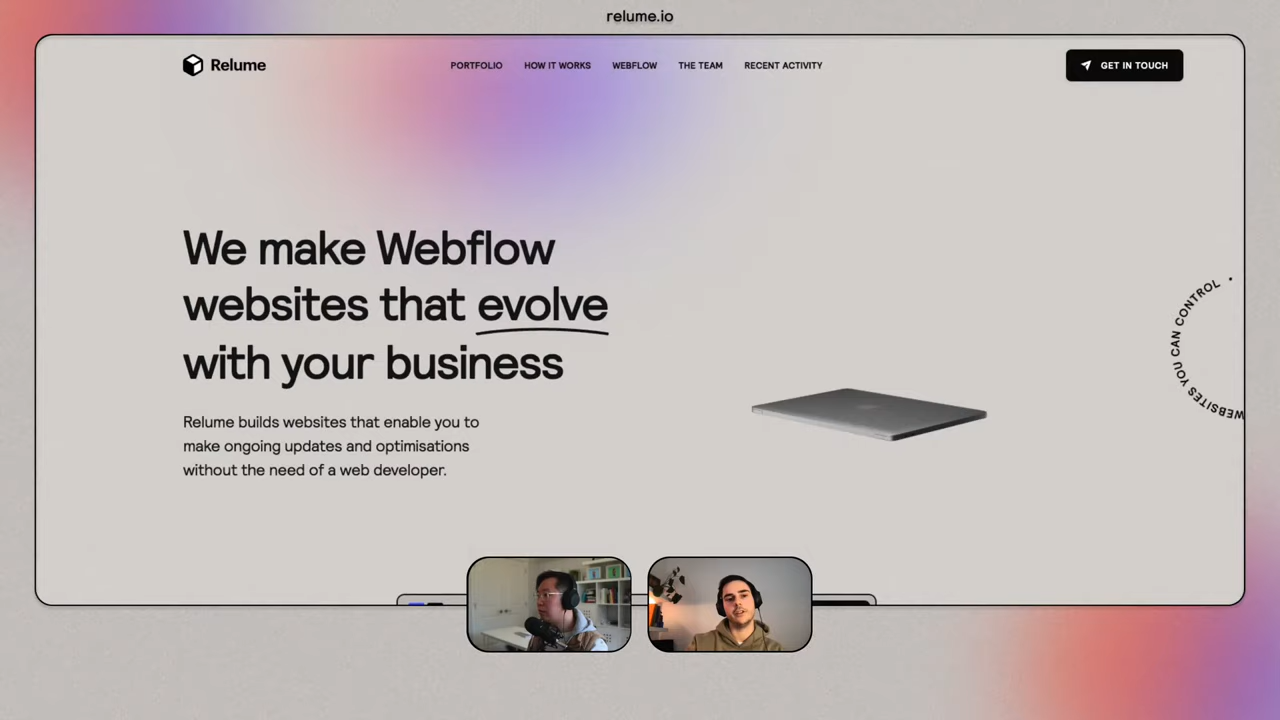 relume.io
Relume
PORTFOLIO HOW IT WORKS WEBFLOW THE TEAM RECENT ACTIVITY
GET IN TOUCH
We make Webflow
websites that evolve
with your business
Relume builds websites that enable you to
make ongoing updates and optimisations
without the need of a web developer.
WEBSITES YOU CAN CONTROL •